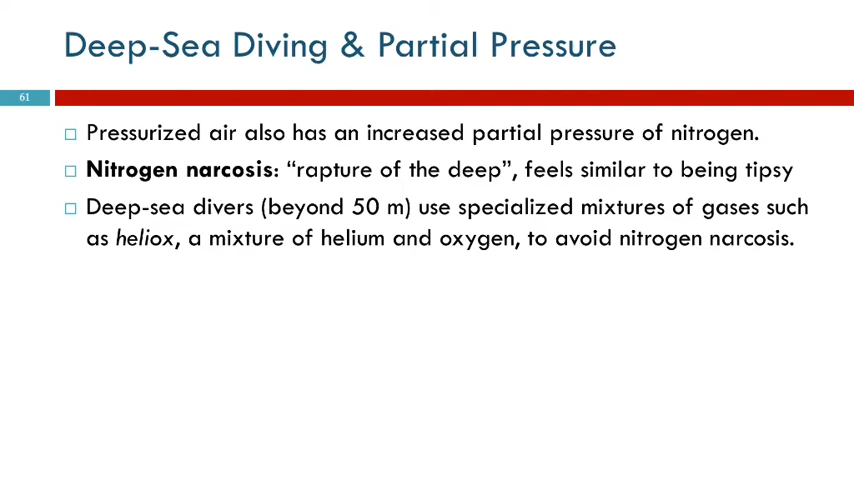 Deep-Sea Diving & Partial Pressure
61
Pressurized air also has an increased partial pressure of nitrogen.
Nitrogen narcosis: “rapture of the deep”, feels similar to being tipsy
Deep-sea divers (beyond 50 m) use specialized mixtures of gases such
as heliox, a mixture of helium and oxygen, to avoid nitrogen narcosis.